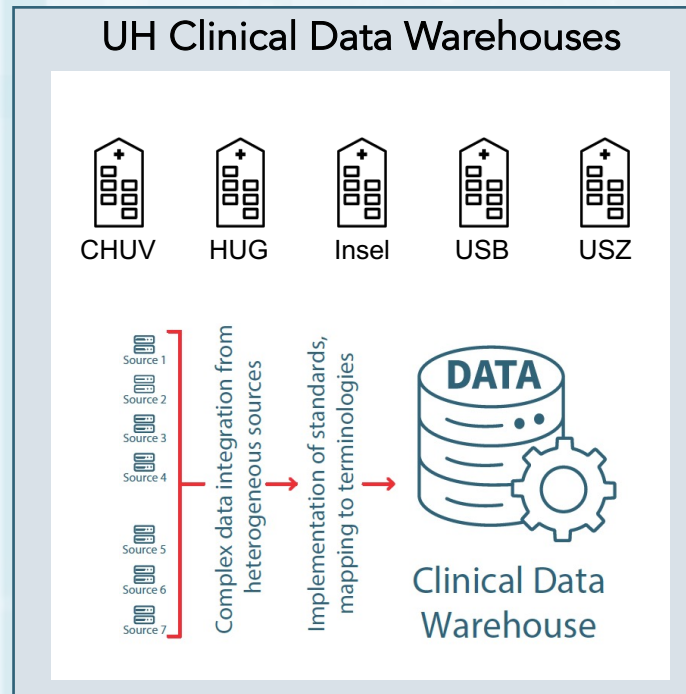 UH Clinical Data Warehouses
CHUV HUG Insel USB USZ
Source 1
Source 2
Source 3
Source 4
Source 5
Source 6
Source 7
Complex data integration from
heterogeneous sources
Implementation of standards,
mapping to terminologies
DATA
Clinical Data
Warehouse